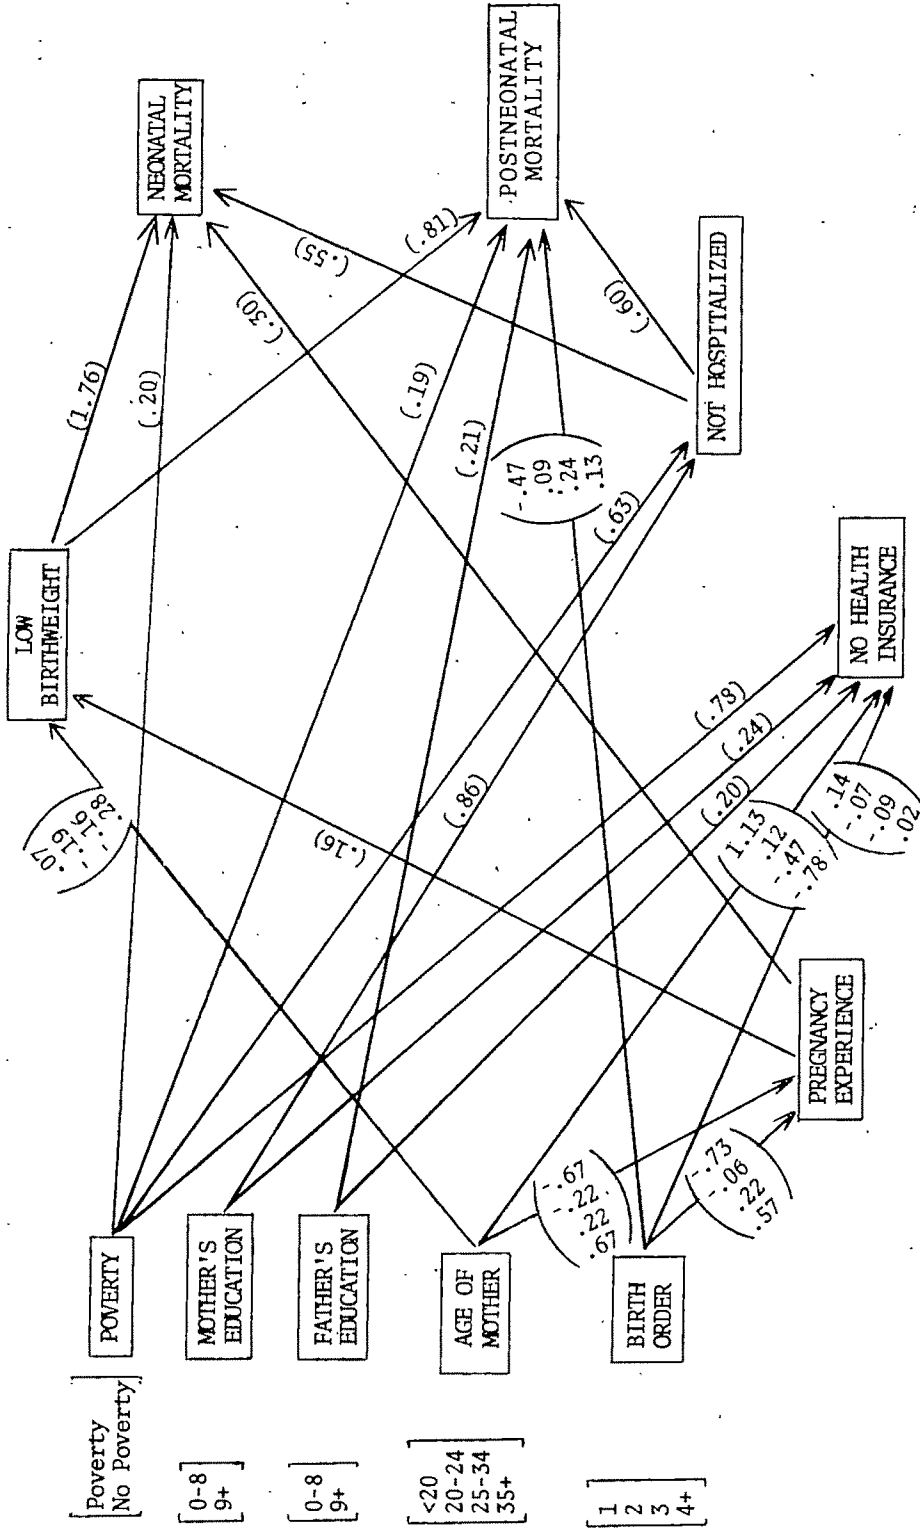 [Poverty
No Poverty]
[0-8
9+]
[0-8
9+]
[<20
20-24
25-34
35+]
[1
2
3
4+]
POVERTY
MOTHER'S
EDUCATION
FATHER'S
EDUCATION
AGE OF
MOTHER
BIRTH
ORDER
PREGNANCY
EXPERIENCE
LOW
BIRTHWEIGHT
NO HEALTH
INSURANCE
NOT HOSPITALIZED
NEONATAL
MORTALITY
POSTNEONATAL
MORTALITY
(.07
-.19
-.16
.28)
(-.67
-.22
.22
.67)
(-.73
-.06
.22
.57)
(.16)
(.86)
(.78)
(.24)
(.20)
(1.13
.12
-.47
-.78)
(.14
-.07
-.09
.02)
(.63)
(-.47
.09
.24
.13)
(1.76)
(.20)
(.19)
(.21)
(.30)
(.55)
(.81)
(.60)